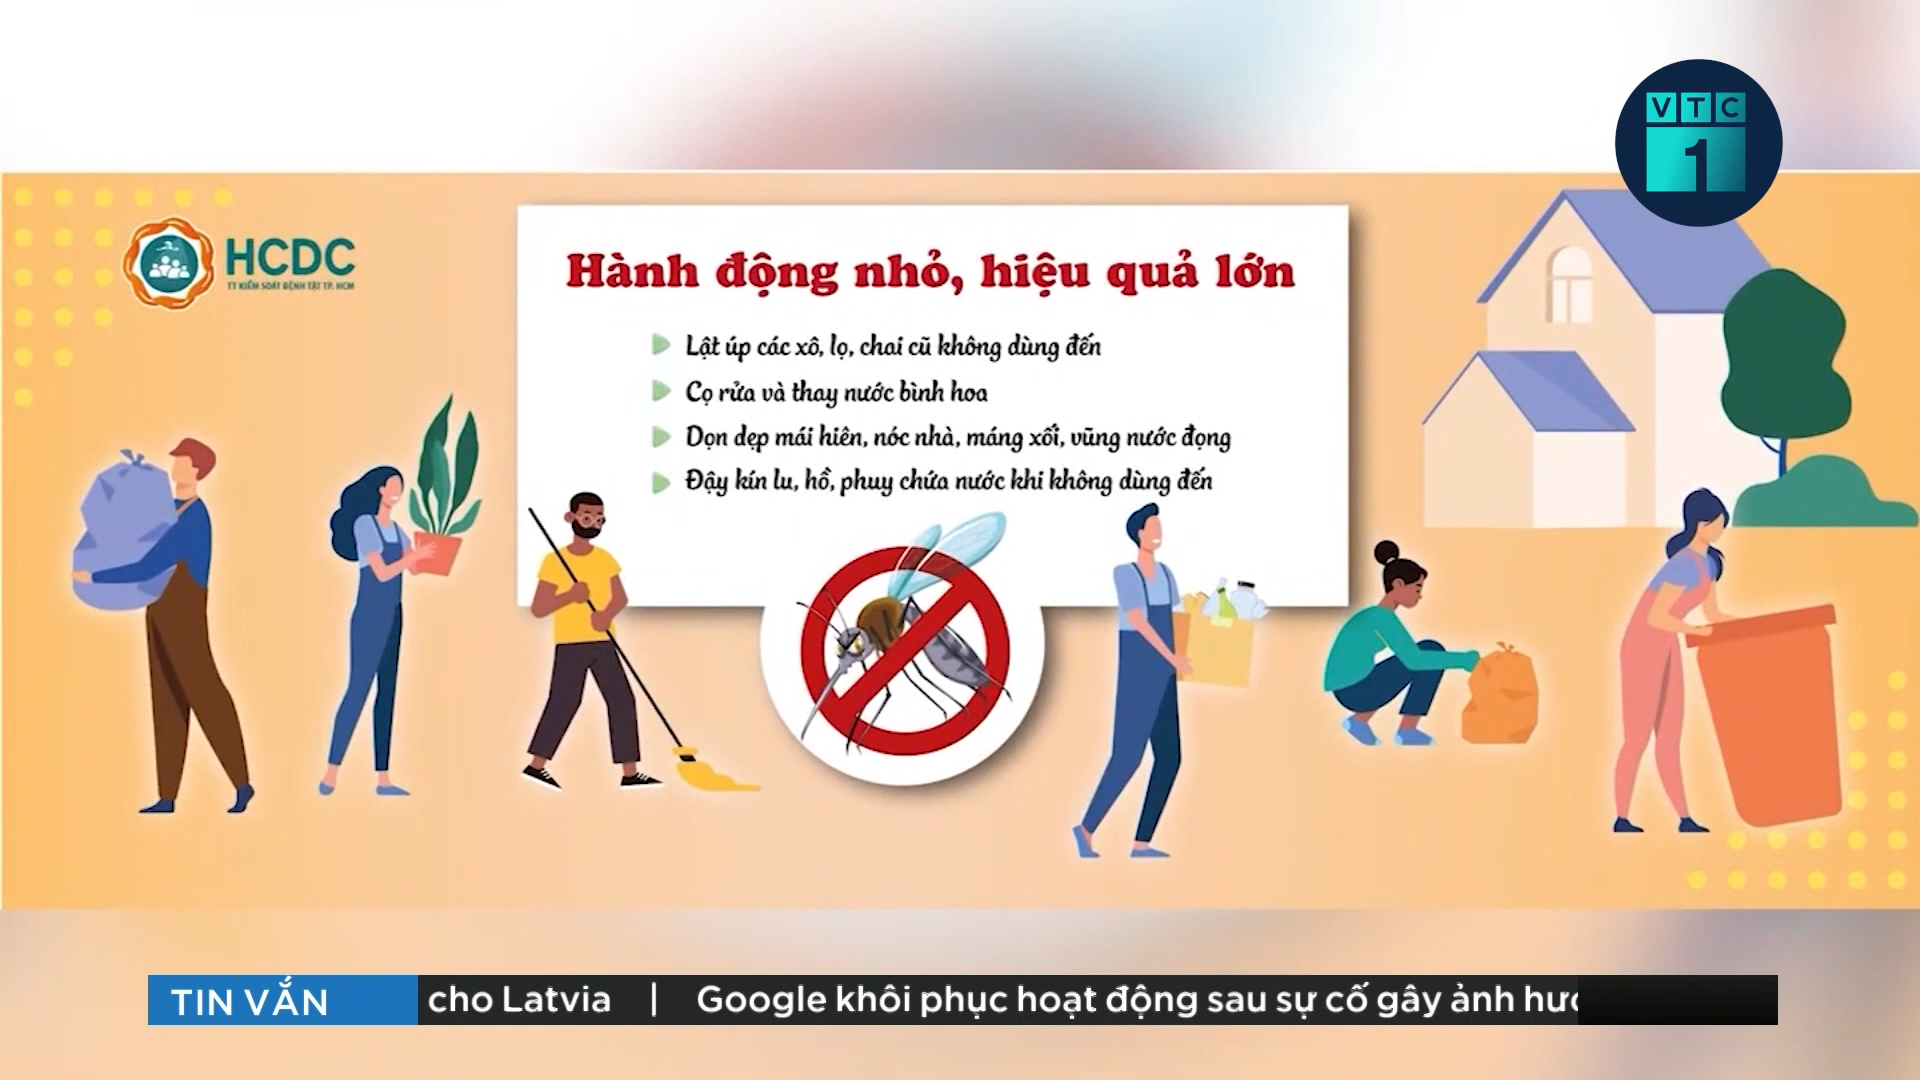 VTC
1
HCDC
TT KIỂM SOÁT BỆNH TẬT TP. HCM
Hành động nhỏ, hiệu quả lớn
Lật úp các xô, lọ, chai cũ không dùng đến
Cọ rửa và thay nước bình hoa
Dọn dẹp mái hiên, nóc nhà, máng xối, vũng nước đọng
Đậy kín lu, hồ, phuy chứa nước khi không dùng đến
TIN VẮN
cho Latvia | Google khôi phục hoạt động sau sự cố gây ảnh